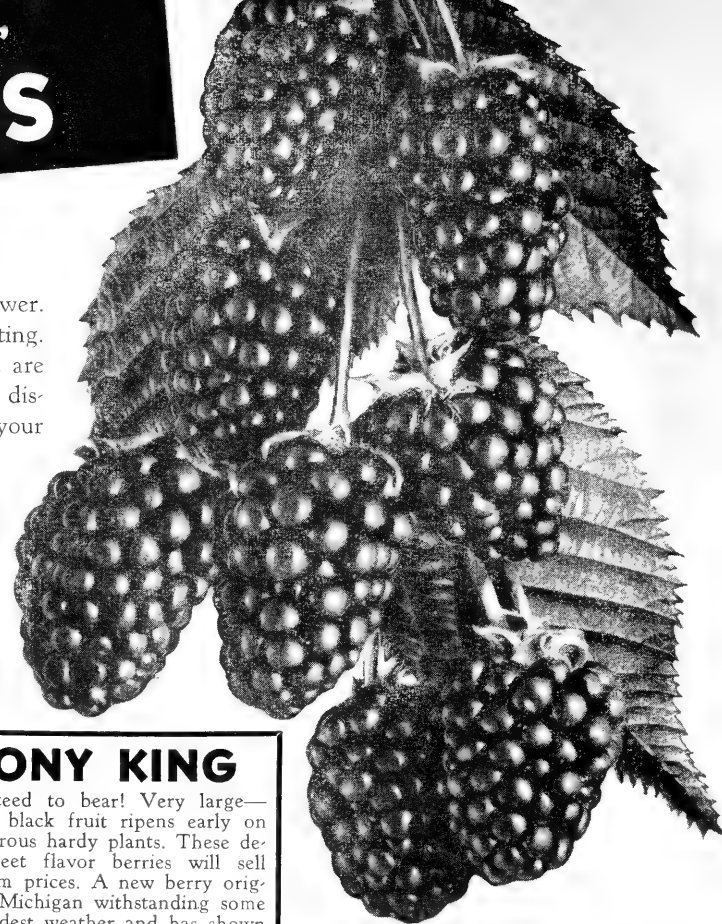 S
wer.
ting.
are
dis-
your
ONY KING
teed to bear! Very large—
black fruit ripens early on
rous hardy plants. These de-
eet flavor berries will sell
m prices. A new berry orig-
Michigan withstanding some
dest weather and has shown